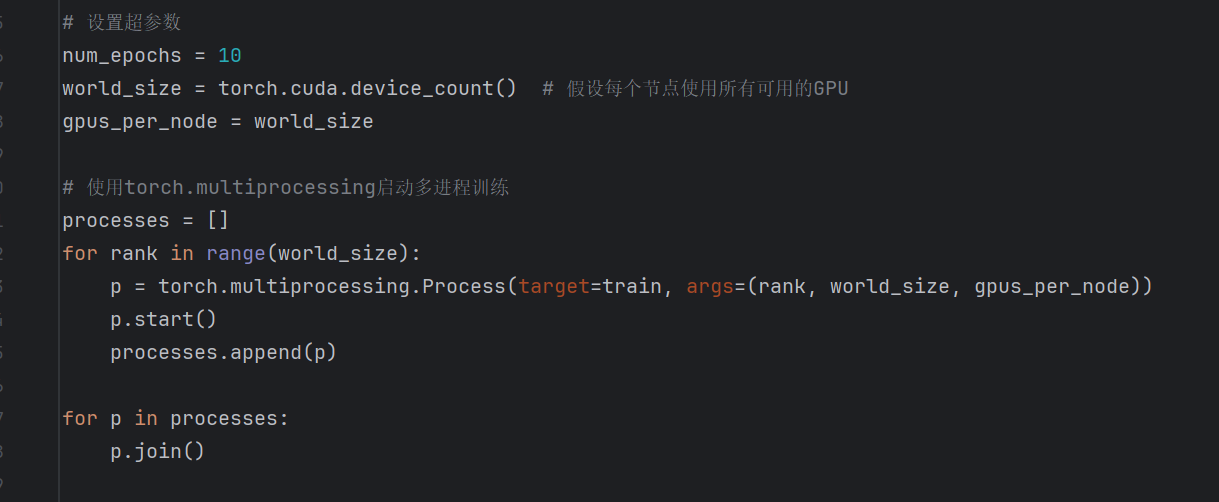 # 设置超参数
num_epochs = 10
world_size = torch.cuda.device_count()  # 假设每个节点使用所有可用的GPU
gpus_per_node = world_size
# 使用torch.multiprocessing启动多进程训练
processes = []
for rank in range(world_size):
    p = torch.multiprocessing.Process(target=train, args=(rank, world_size, gpus_per_node))
    p.start()
    processes.append(p)
for p in processes:
    p.join()